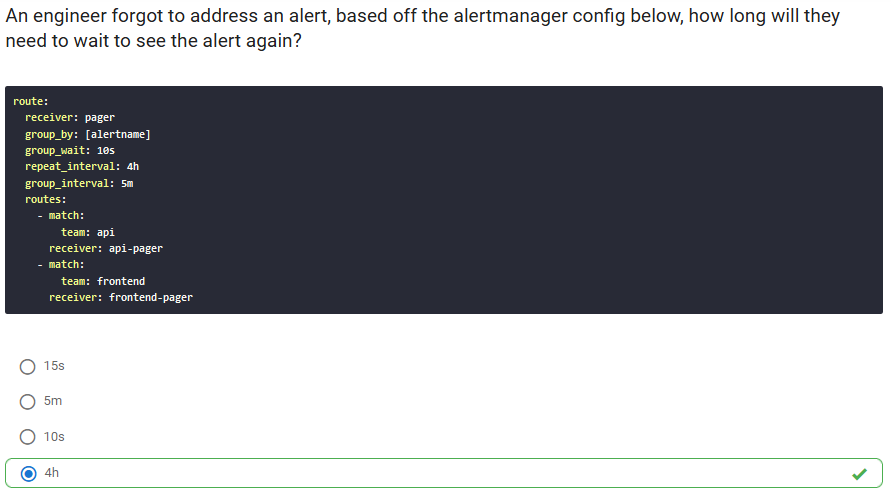 An engineer forgot to address an alert, based off the alertmanager config below, how long will they
need to wait to see the alert again?
route:
  receiver: pager
  group_by: [alertname]
  group_wait: 10s
  repeat_interval: 4h
  group_interval: 5m
  routes:
    - match:
        team: api
      receiver: api-pager
    - match:
        team: frontend
      receiver: frontend-pager
15s
5m
10s
4h